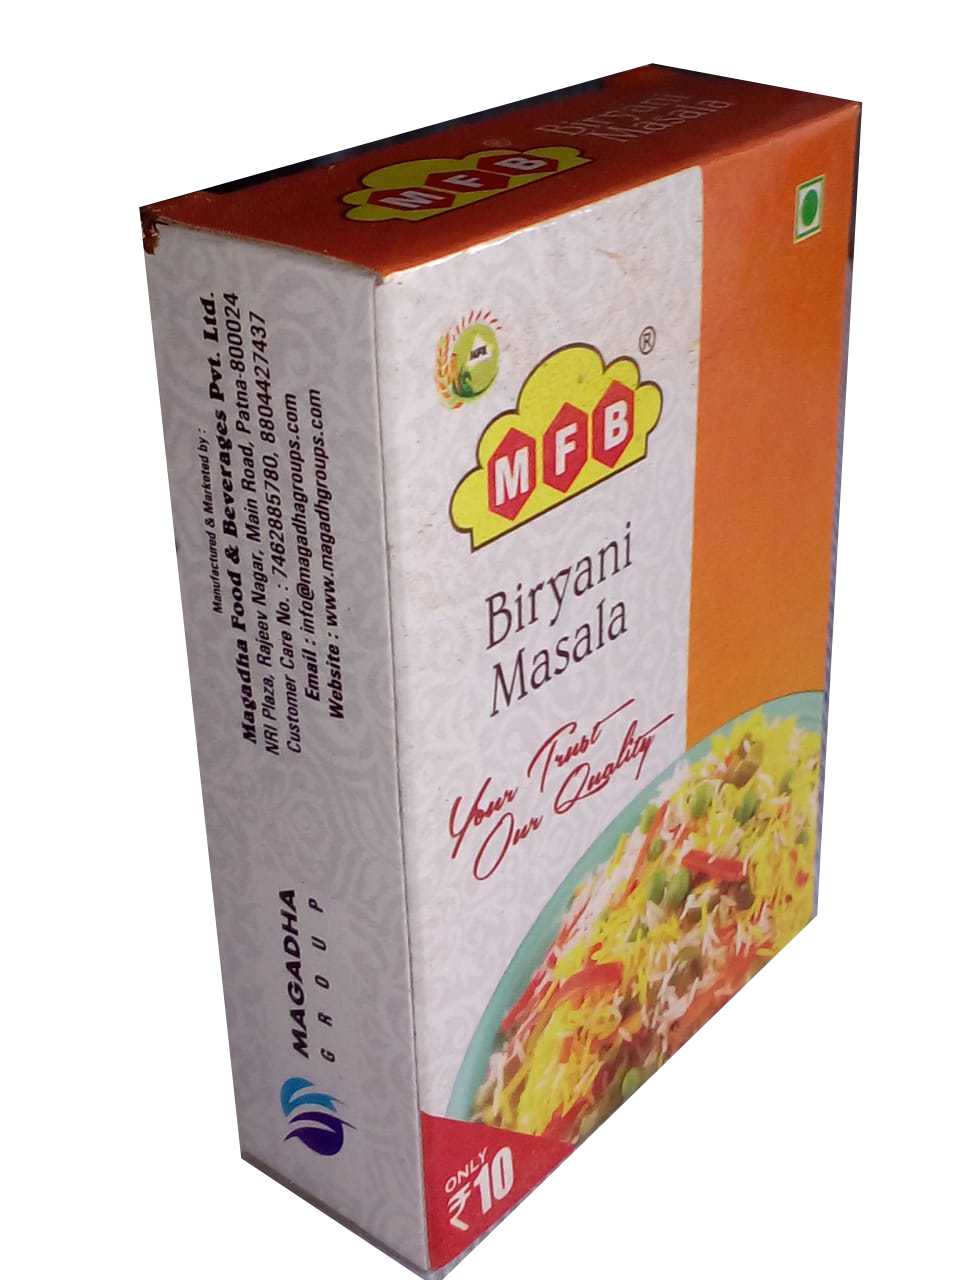 MFB
®
Biryani
Masala
MFB
®
Biryani
Masala
Your Trust
Our Quality
ONLY
₹10
Manufactured & Marketed by :
Magadha Food & Beverages Pvt. Ltd.
NRI Plaza, Rajeev Nagar, Main Road, Patna-800024
Customer Care No. : 7462885780, 8804427437
Email : info@magadhagroups.com
Website : www.magadhgroups.com
MAGADHA
GROUP